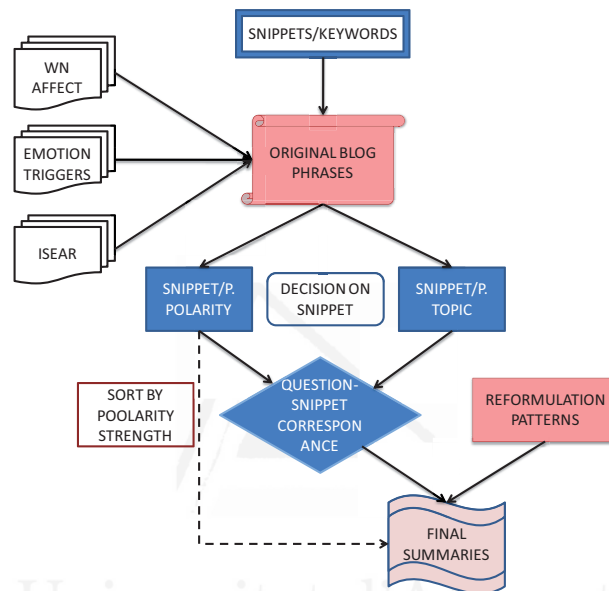 SNIPPETS/KEYWORDS
WN
AFFECT
EMOTION
TRIGGERS
ISEAR
ORIGINAL BLOG
PHRASES
SNIPPET/P.
POLARITY
DECISION ON
SNIPPET
SNIPPET/P.
TOPIC
SORT BY
POOLARITY
STRENGTH
QUESTION-
SNIPPET
CORRESPON
ANCE
REFORMULATION
PATTERNS
FINAL
SUMMARIES